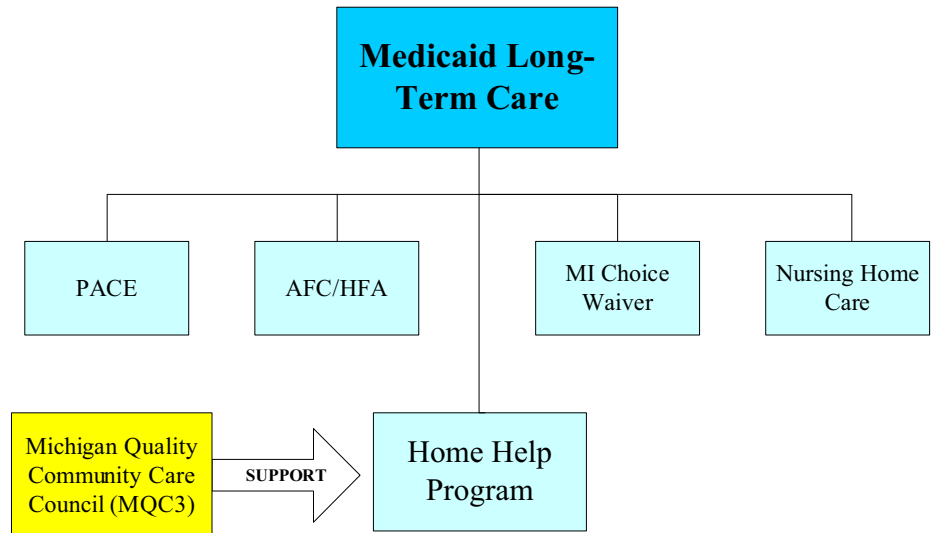 Medicaid Long-
Term Care
PACE
AFC/HFA
MI Choice
Waiver
Nursing Home
Care
Michigan Quality
Community Care
Council (MQC3)
SUPPORT
Home Help
Program